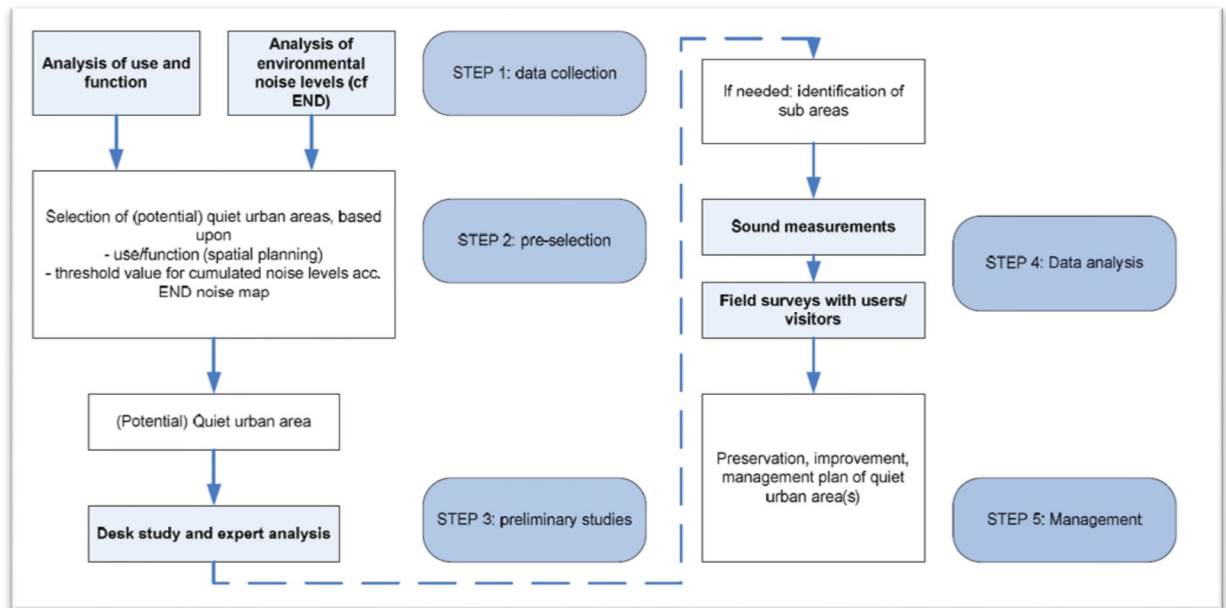 Analysis of use and
function
Analysis of
environmental
noise levels (cf
END)
STEP 1: data collection
Selection of (potential) quiet urban areas, based
upon
- use/function (spatial planning)
- threshold value for cumulated noise levels acc.
END noise map
STEP 2: pre-selection
(Potential) Quiet urban area
Desk study and expert analysis
STEP 3: preliminary studies
If needed: identification of
sub areas
Sound measurements
Field surveys with users/
visitors
STEP 4: Data analysis
Preservation, improvement,
management plan of quiet
urban area(s)
STEP 5: Management